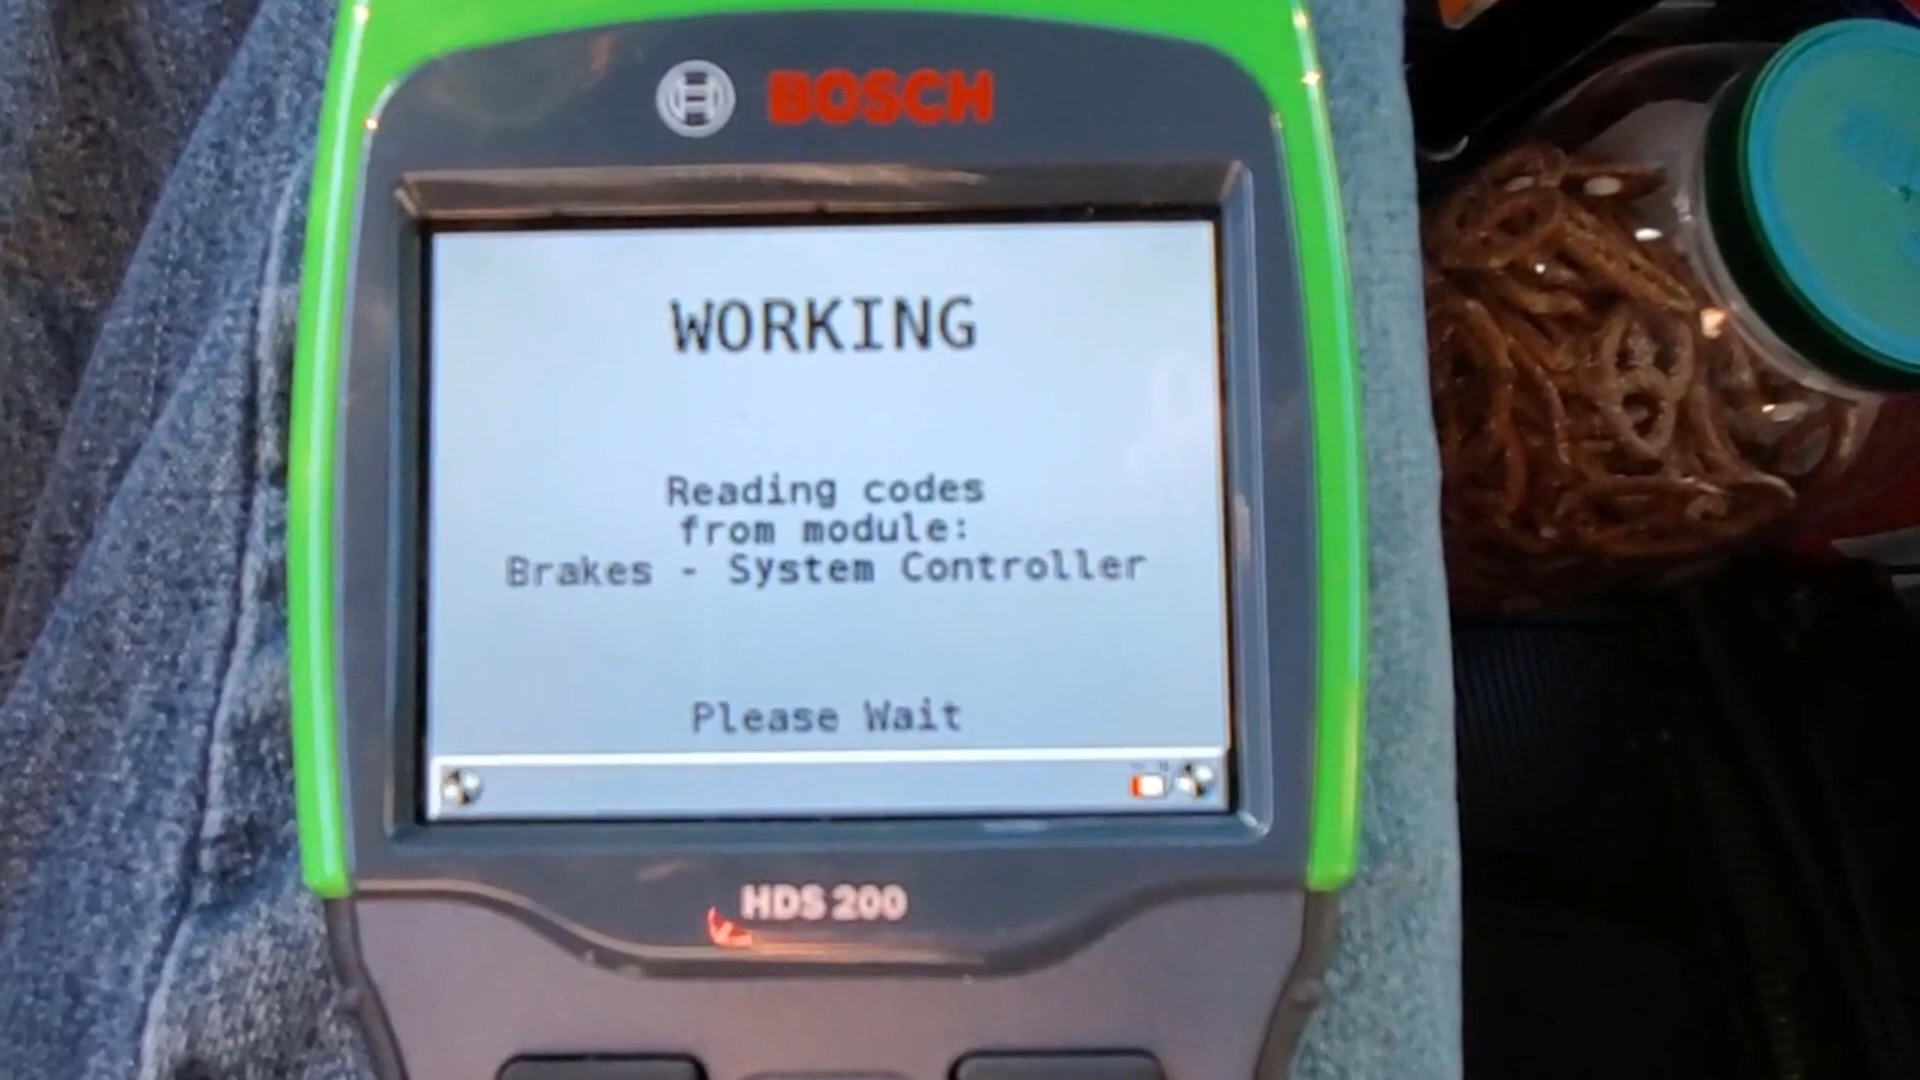 BOSCH
WORKING
Reading codes
from module:
Brakes - System Controller
Please Wait
HDS 200